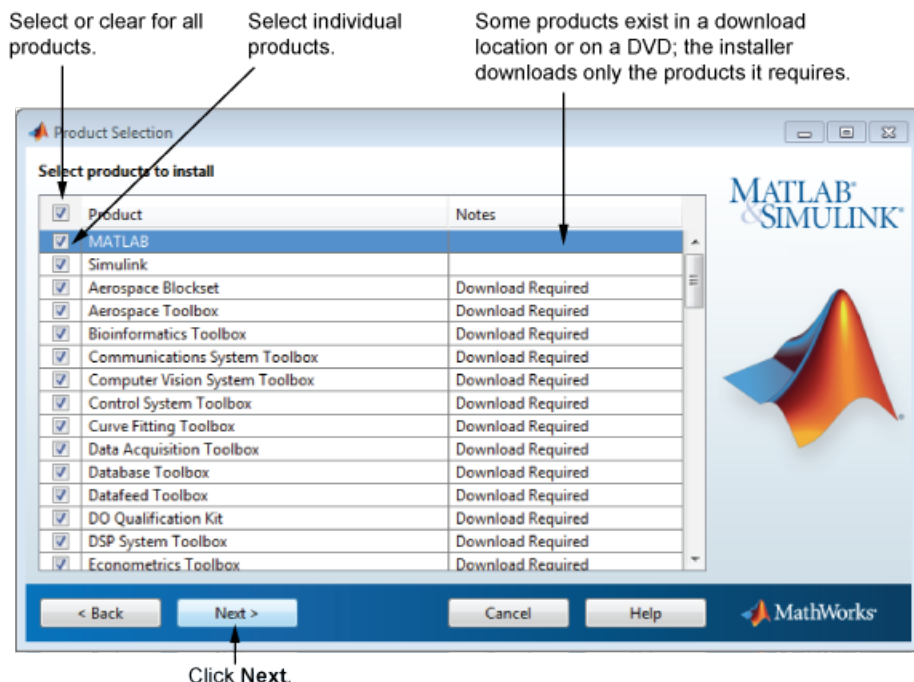 Select or clear for all
products.
Select individual
products.
Some products exist in a download
location or on a DVD; the installer
downloads only the products it requires.
Product Selection
Select products to install
MATLAB®
&SIMULINK®
Product Notes
MATLAB
Simulink
Aerospace Blockset Download Required
Aerospace Toolbox Download Required
Bioinformatics Toolbox Download Required
Communications System Toolbox Download Required
Computer Vision System Toolbox Download Required
Control System Toolbox Download Required
Curve Fitting Toolbox Download Required
Data Acquisition Toolbox Download Required
Database Toolbox Download Required
Datafeed Toolbox Download Required
DO Qualification Kit Download Required
DSP System Toolbox Download Required
Econometrics Toolbox Download Required
< Back Next > Cancel Help MathWorks®
Click Next.